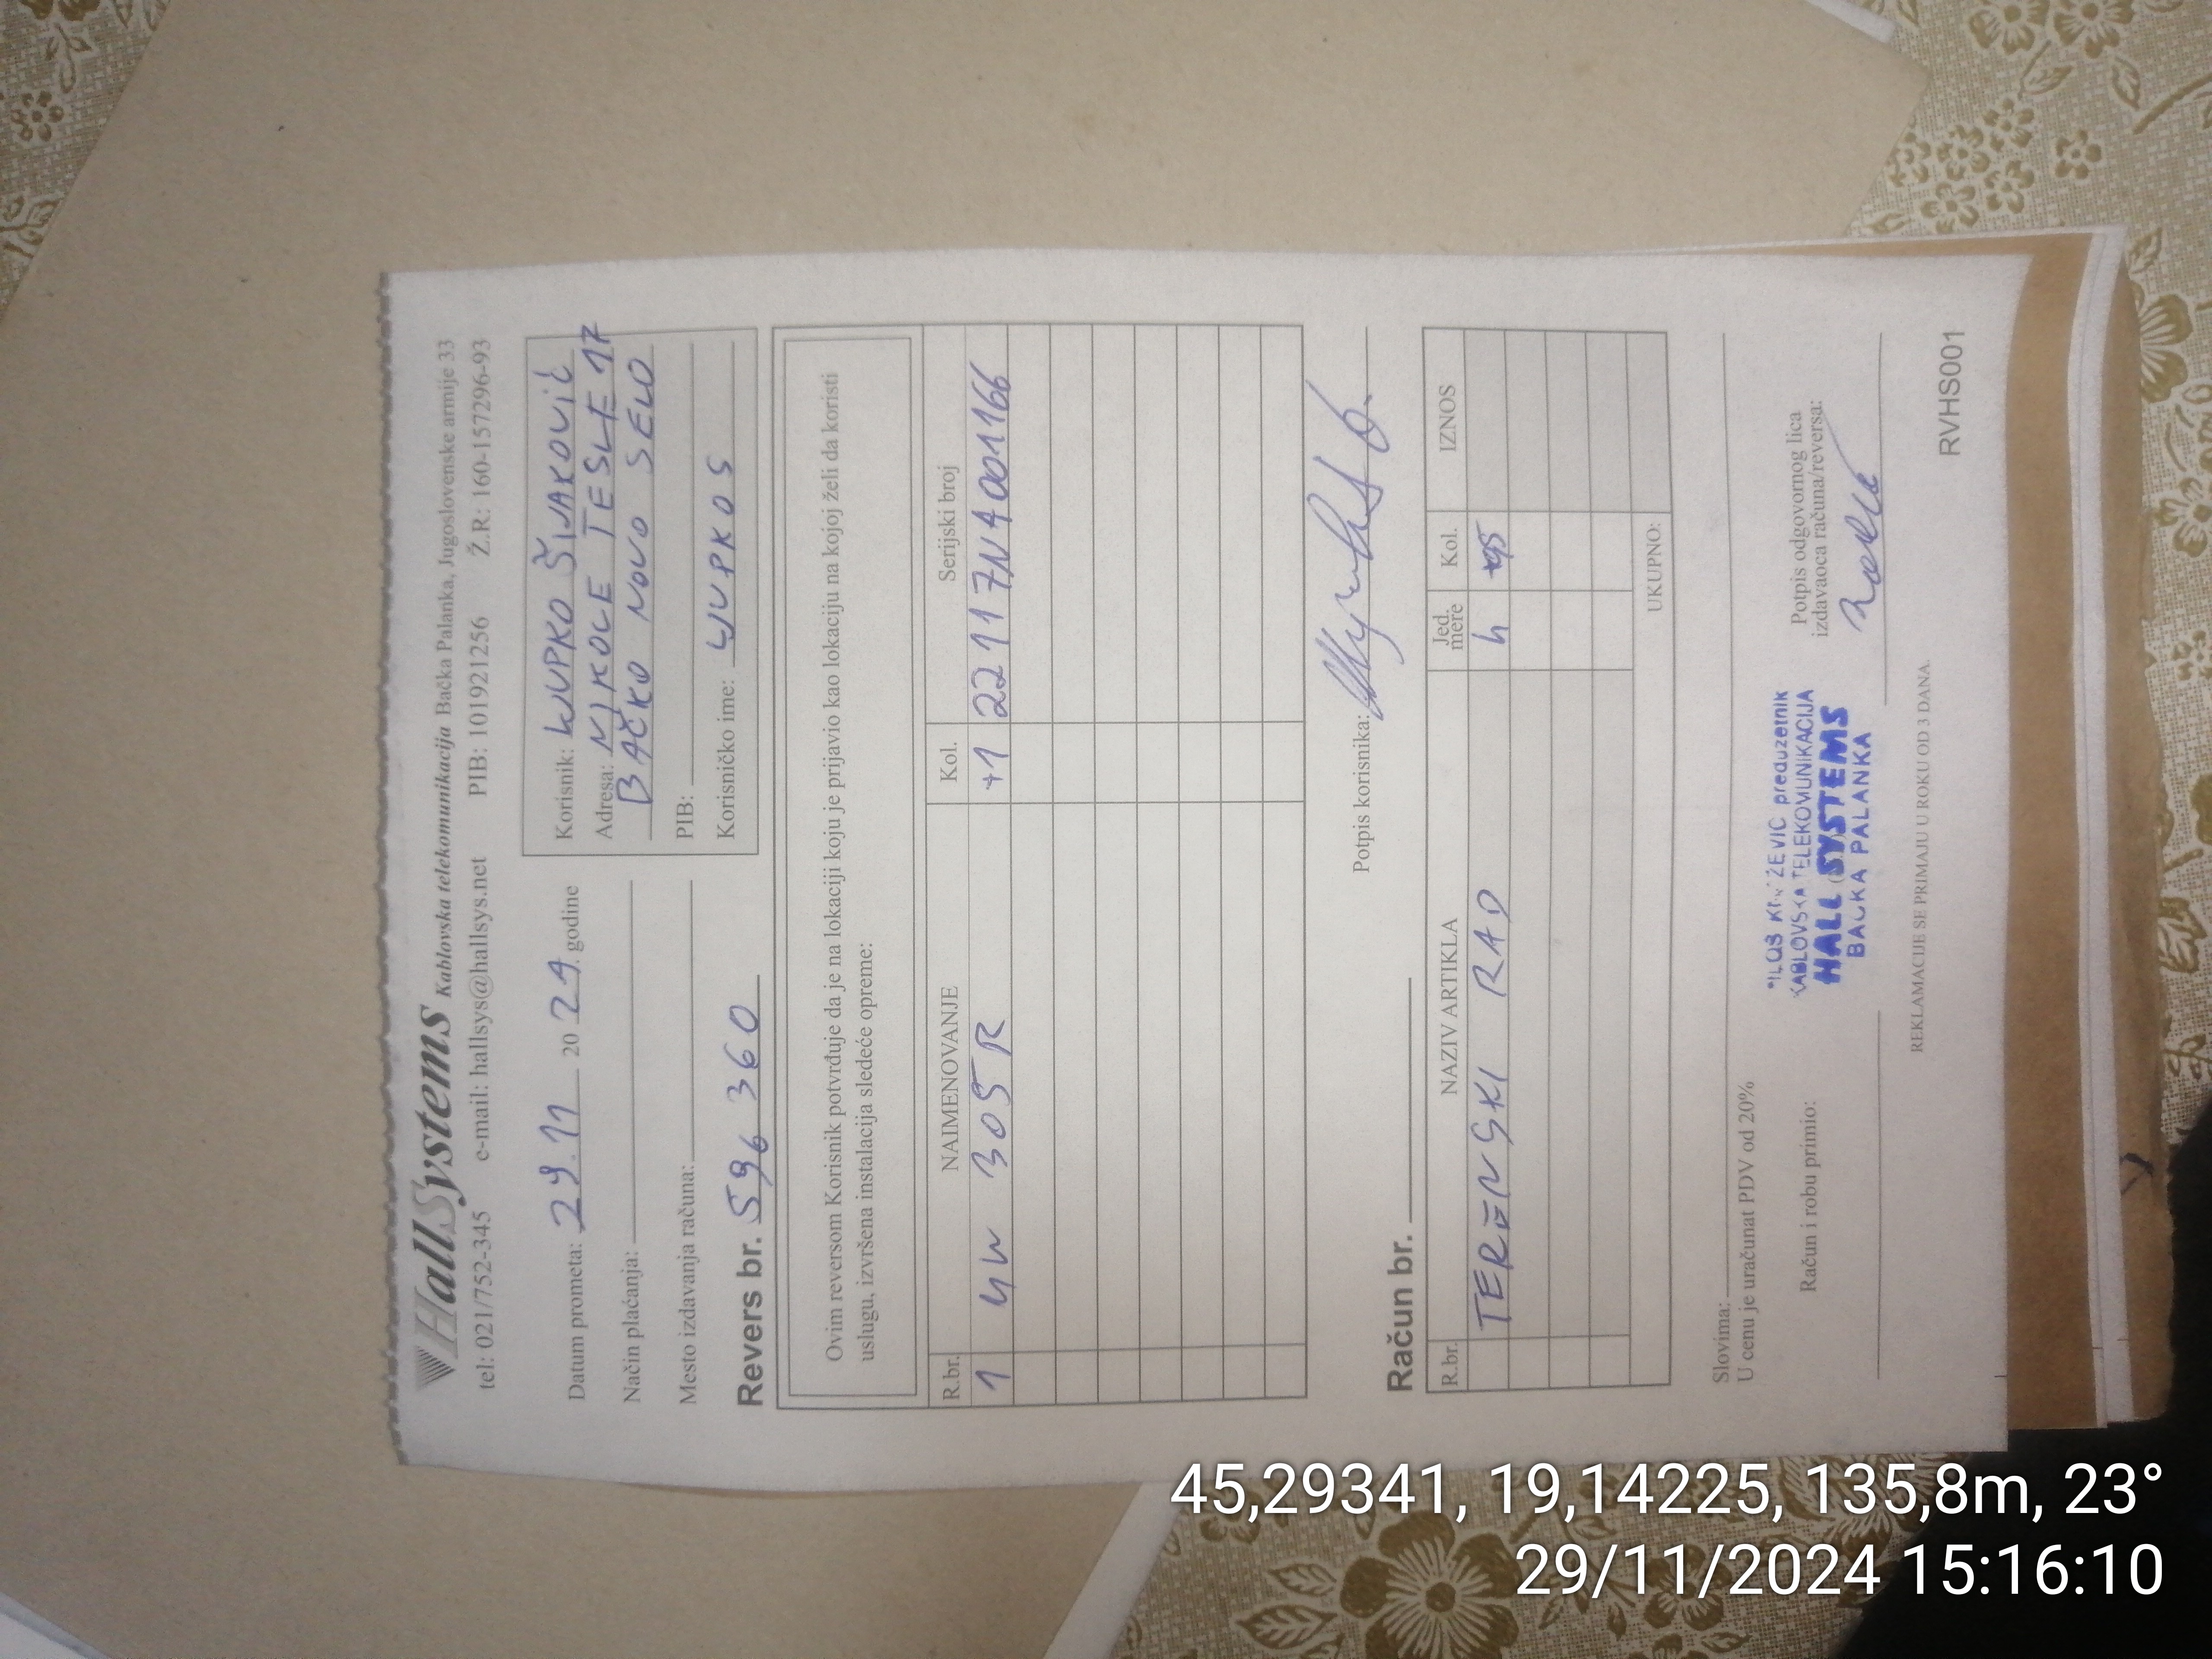 HallSystems Kablovska telekomunikacija Bačka Palanka, Jugoslovenske armije 33
tel: 021/752-345 e-mail: hallsys@hallsys.net PIB: 101921256 Ž.R: 160-157296-93
Datum prometa: 29.11 2024. godine
Način plaćanja:
Mesto izdavanja računa:
Korisnik: LJUPKO ŠIJAKOVIĆ
Adresa: NIKOLE TESLE 17
BAČKO NOVO SELO
PIB:
Korisničko ime: LJUPKOS
Revers br. 596 360
Ovim reversom Korisnik potvrđuje da je na lokaciji koju je prijavio kao lokaciju na kojoj želi da koristi
uslugu, izvršena instalacija sledeće opreme:
R.br. NAIMENOVANJE Kol. Serijski broj
1 4W 305R +1 22117N4001166
Potpis korisnika:
Račun br.
R.br. NAZIV ARTIKLA Jed. mere Kol. IZNOS
TERENSKI RAD h
UKUPNO:
Slovima:
U cenu je uračunat PDV od 20%
Račun i robu primio:
preduzetnik
KABLOVSKA TELEKOMUNIKACIJA
HALL SYSTEMS
BAČKA PALANKA
Potpis odgovornog lica
izdavaoca računa/reversa:
REKLAMACIJE SE PRIMAJU U ROKU OD 3 DANA.
RVHS001
45,29341, 19,14225, 135,8m, 23°
29/11/2024 15:16:10